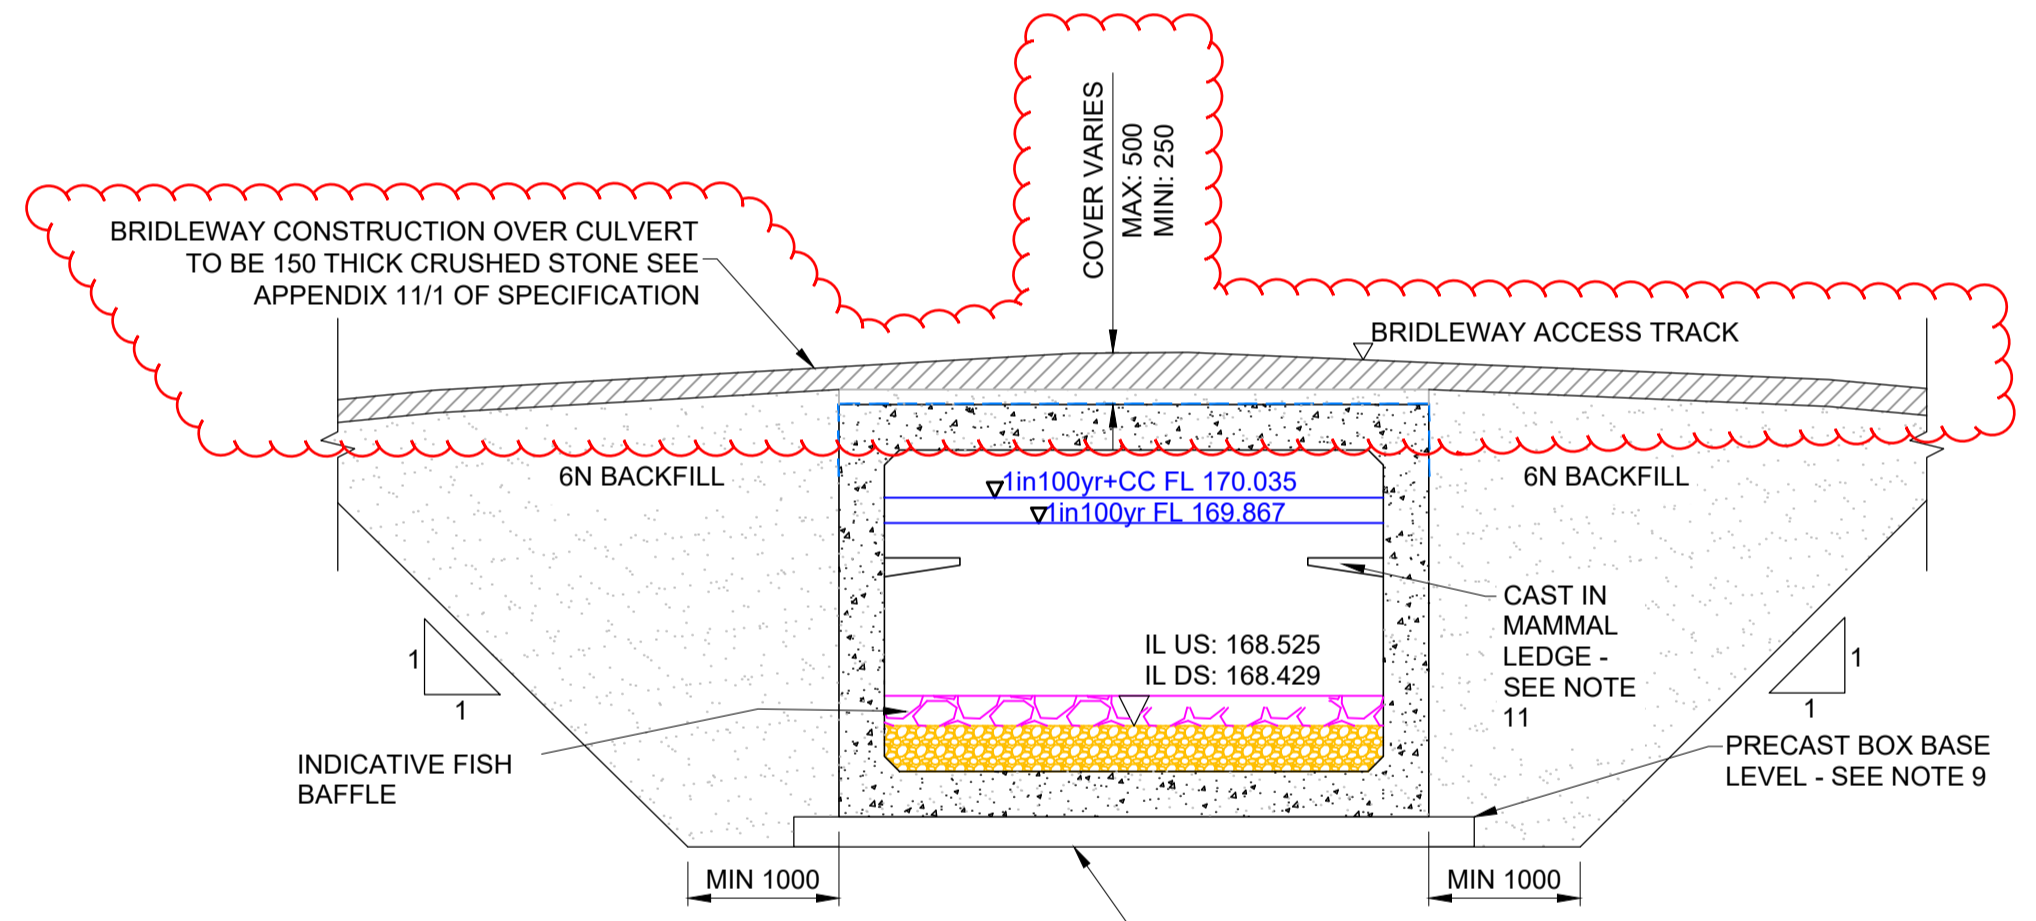 COVER VARIES
MAX: 500
MINI: 250
BRIDLEWAY CONSTRUCTION OVER CULVERT
TO BE 150 THICK CRUSHED STONE SEE
APPENDIX 11/1 OF SPECIFICATION
BRIDLEWAY ACCESS TRACK
6N BACKFILL
6N BACKFILL
1in100yr+CC FL 170.035
1in100yr FL 169.867
CAST IN
MAMMAL
LEDGE -
SEE NOTE
11
IL US: 168.525
IL DS: 168.429
1
1
1
1
INDICATIVE FISH
BAFFLE
PRECAST BOX BASE
LEVEL - SEE NOTE 9
MIN 1000
MIN 1000